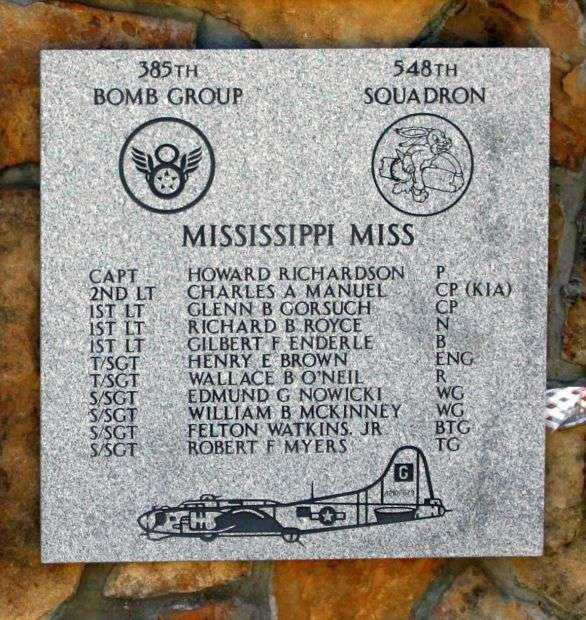 385TH
BOMB GROUP
548TH
SQUADRON
8
MISSISSIPPI MISS
CAPT HOWARD RICHARDSON P
2ND LT CHARLES A MANUEL CP (KIA)
1ST LT GLENN B GORSUCH CP
1ST LT RICHARD B ROYCE N
1ST LT GILBERT F ENDERLE B
T/SGT HENRY E BROWN ENG
T/SGT WALLACE B O'NEIL R
S/SGT EDMUND G NOWICKI WG
S/SGT WILLIAM B MCKINNEY WG
S/SGT FELTON WATKINS, JR BTG
S/SGT ROBERT F MYERS TG
G